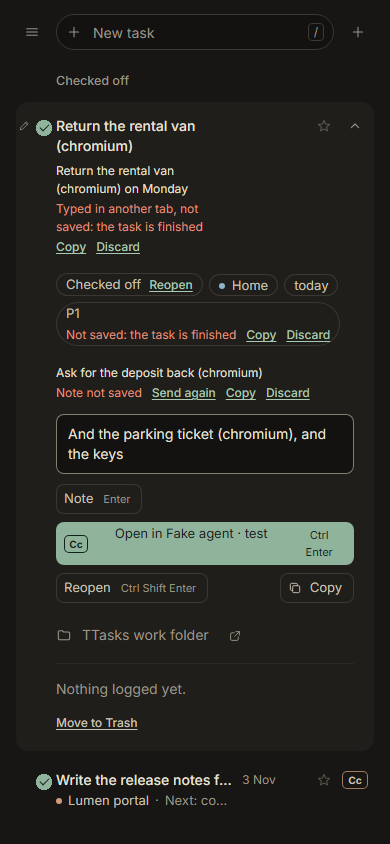 New task /
Checked off
Return the rental van
(chromium)
Return the rental van
(chromium) on Monday
Typed in another tab, not
saved: the task is finished
Copy Discard
Checked off Reopen Home today
P1
Not saved: the task is finished Copy Discard
Ask for the deposit back (chromium)
Note not saved Send again Copy Discard
And the parking ticket (chromium), and
the keys
Note Enter
Cc Open in Fake agent · test Ctrl
Enter
Reopen Ctrl Shift Enter Copy
TTasks work folder
Nothing logged yet.
Move to Trash
Write the release notes f... 3 Nov Cc
Lumen portal · Next: co...